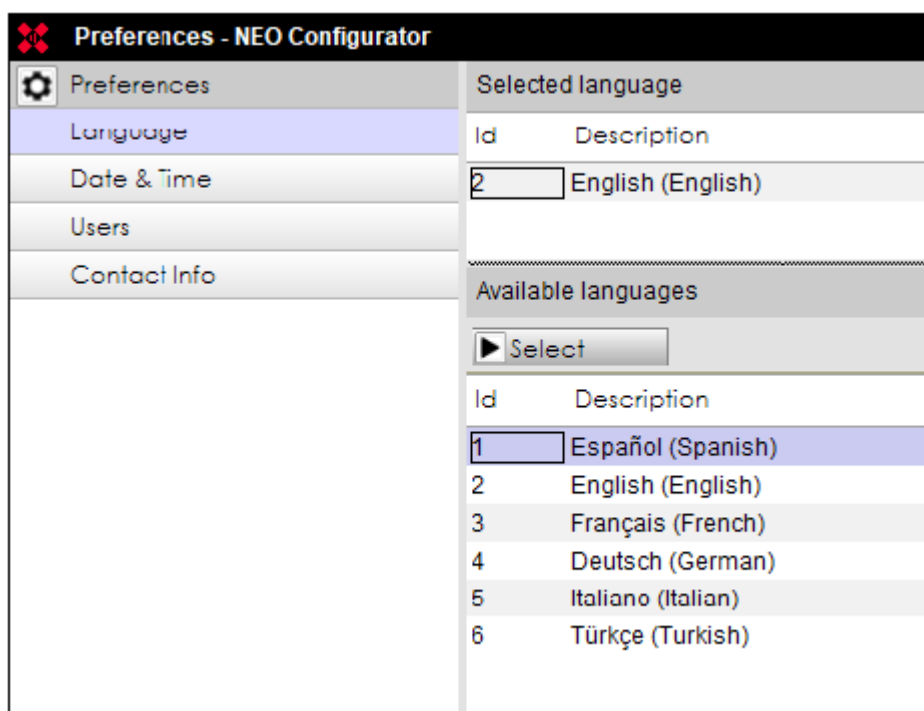 Preferences - NEO Configurator
Preferences
Language
Date & Time
Users
Contact Info
Selected language
Id Description
2 English (English)
Available languages
Select
Id Description
1 Español (Spanish)
2 English (English)
3 Français (French)
4 Deutsch (German)
5 Italiano (Italian)
6 Türkçe (Turkish)